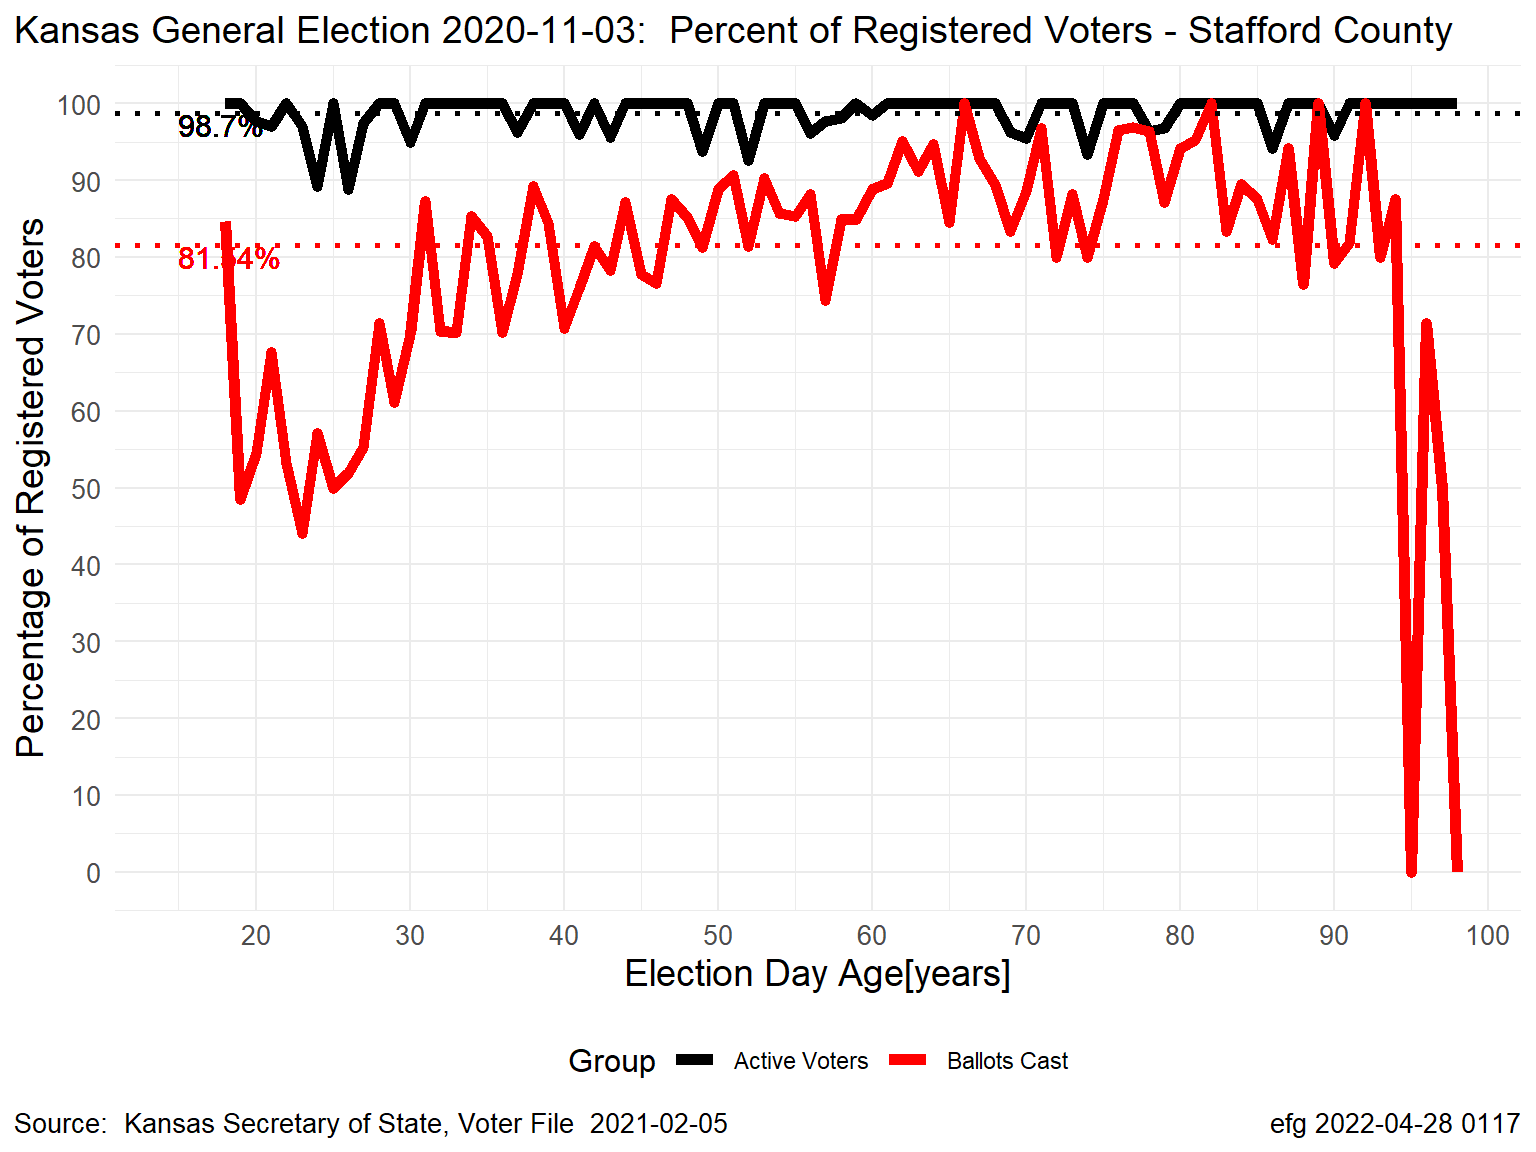 Kansas General Election 2020-11-03:  Percent of Registered Voters - Stafford County
Percentage of Registered Voters
100
90
80
70
60
50
40
30
20
10
0
98.7%
81.54%
20 30 40 50 60 70 80 90 100
Election Day Age[years]
Group Active Voters Ballots Cast
Source:  Kansas Secretary of State, Voter File  2021-02-05
efg 2022-04-28 0117